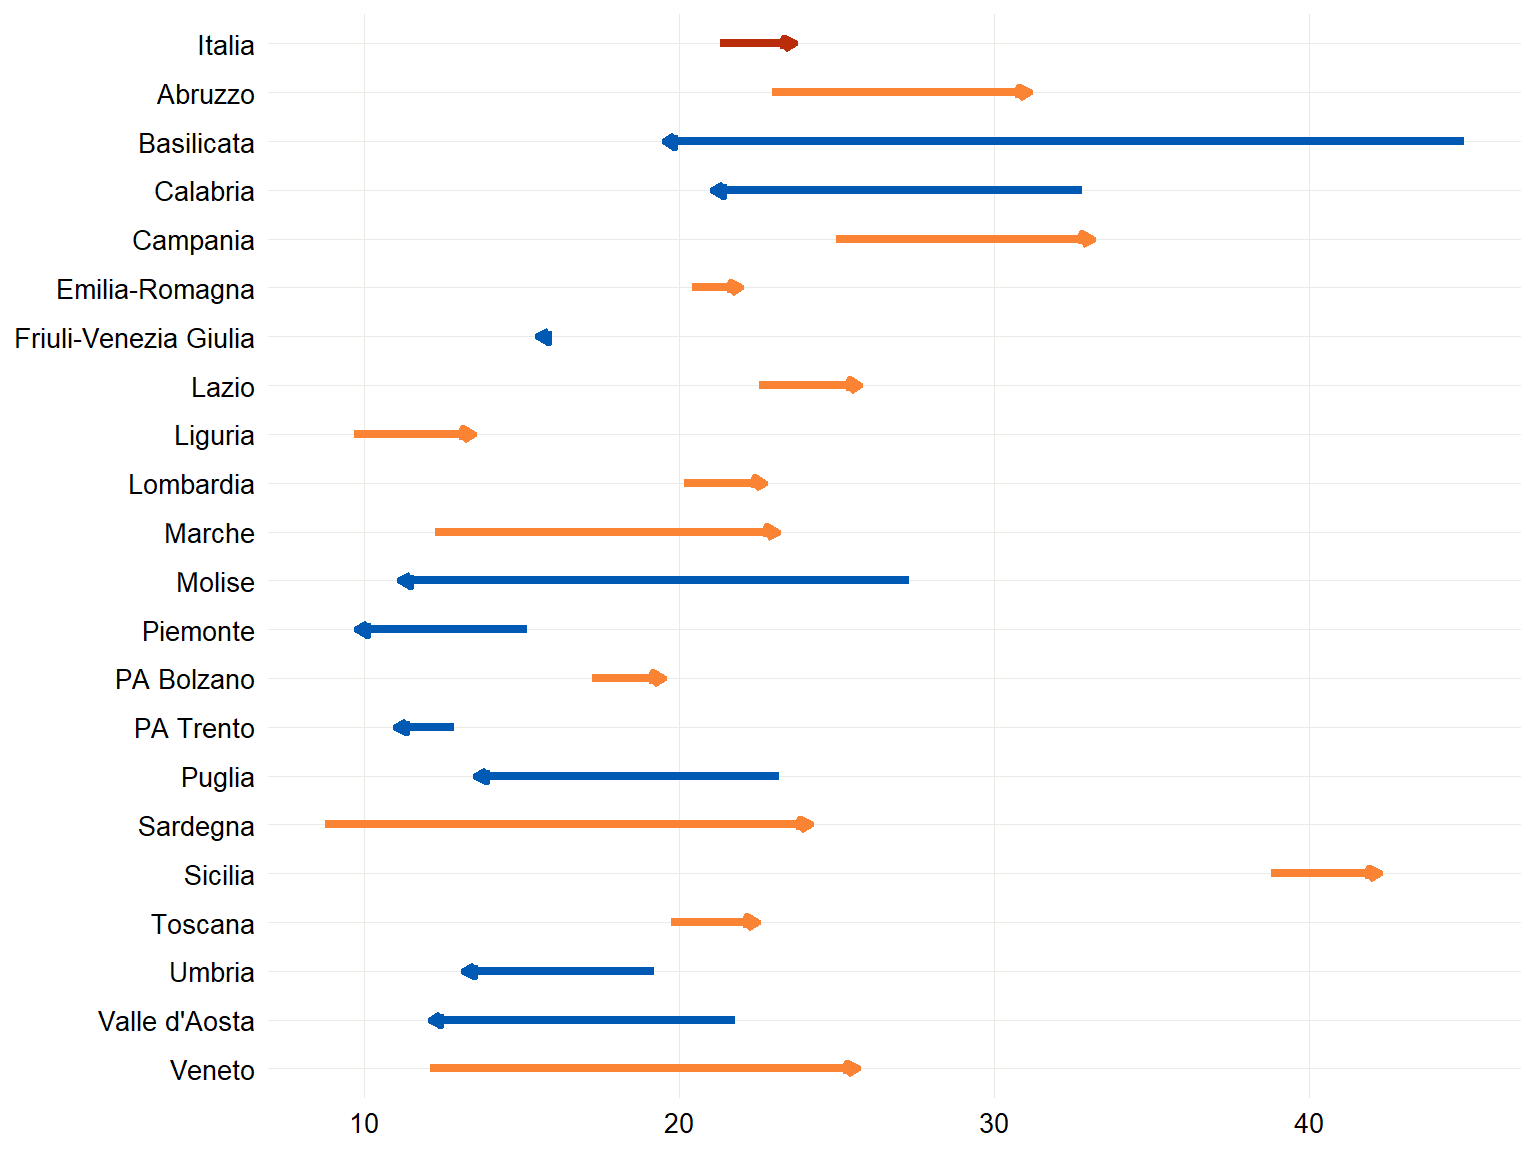 Italia
Abruzzo
Basilicata
Calabria
Campania
Emilia-Romagna
Friuli-Venezia Giulia
Lazio
Liguria
Lombardia
Marche
Molise
Piemonte
PA Bolzano
PA Trento
Puglia
Sardegna
Sicilia
Toscana
Umbria
Valle d'Aosta
Veneto
10 20 30 40